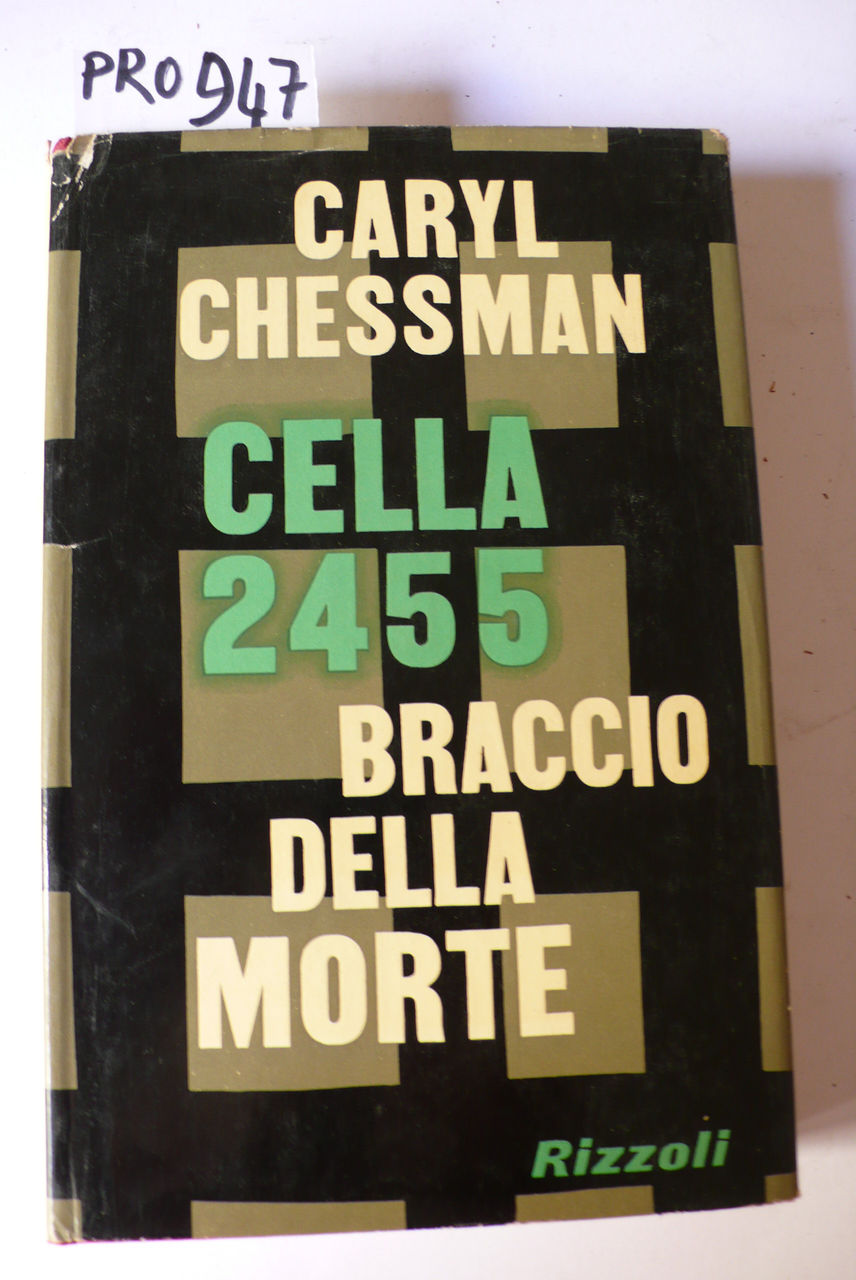 PRO 947
CARYL
CHESSMAN
CELLA
2455
BRACCIO
DELLA
MORTE
Rizzoli